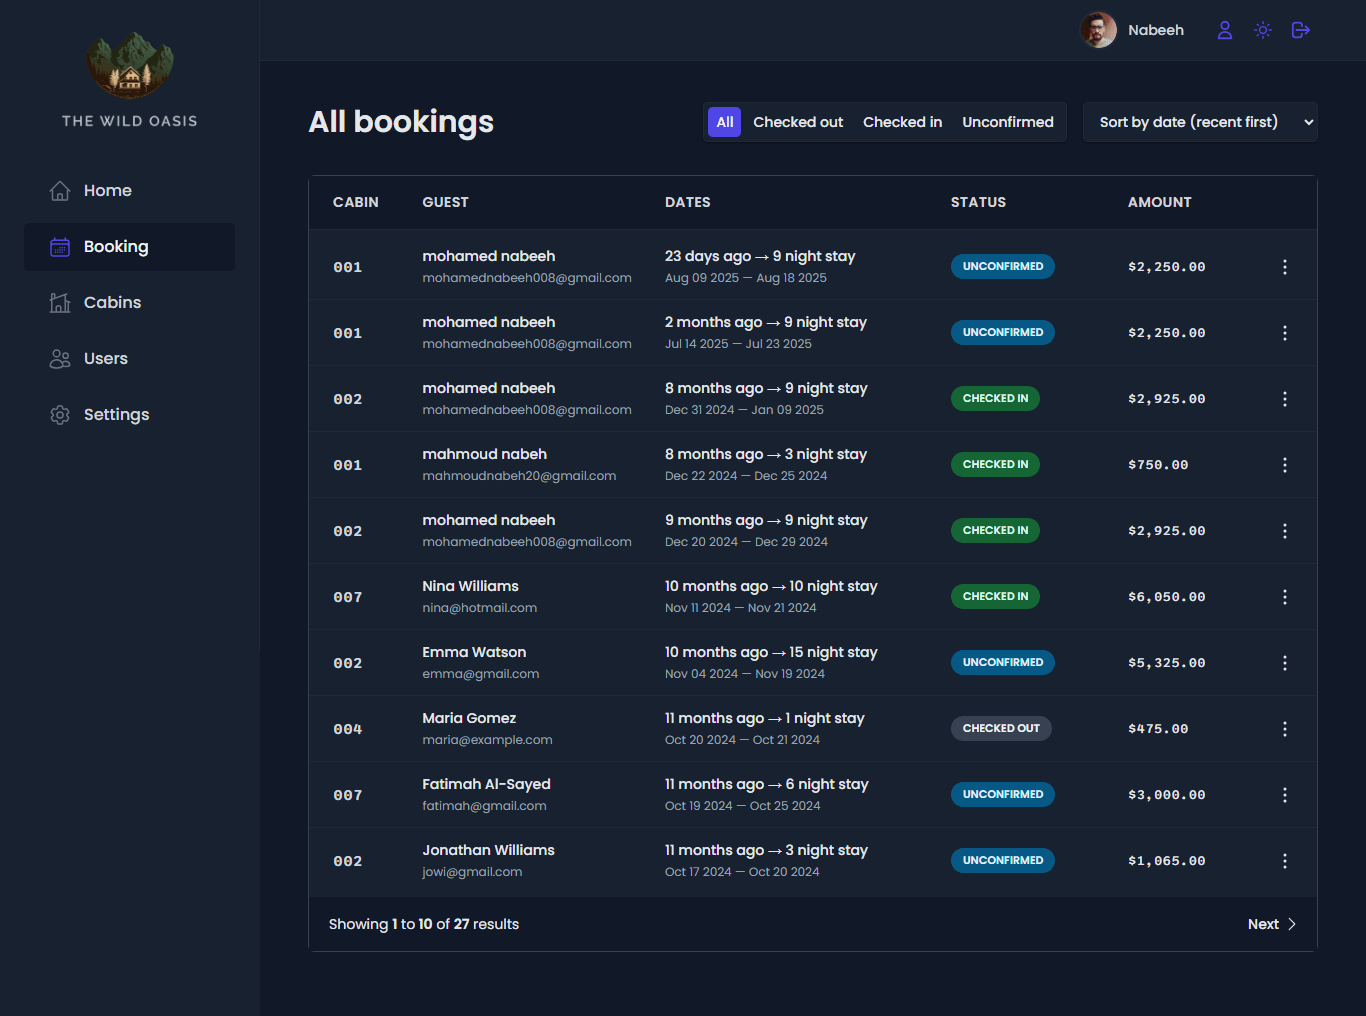 THE WILD OASIS
Home
Booking
Cabins
Users
Settings
Nabeeh
All bookings
All Checked out Checked in Unconfirmed
Sort by date (recent first)
CABIN GUEST DATES STATUS AMOUNT
001 mohamed nabeeh 23 days ago → 9 night stay UNCONFIRMED $2,250.00
mohamednabeeh008@gmail.com Aug 09 2025 — Aug 18 2025
001 mohamed nabeeh 2 months ago → 9 night stay UNCONFIRMED $2,250.00
mohamednabeeh008@gmail.com Jul 14 2025 — Jul 23 2025
002 mohamed nabeeh 8 months ago → 9 night stay CHECKED IN $2,925.00
mohamednabeeh008@gmail.com Dec 31 2024 — Jan 09 2025
001 mahmoud nabeh 8 months ago → 3 night stay CHECKED IN $750.00
mahmoudnabeh20@gmail.com Dec 22 2024 — Dec 25 2024
002 mohamed nabeeh 9 months ago → 9 night stay CHECKED IN $2,925.00
mohamednabeeh008@gmail.com Dec 20 2024 — Dec 29 2024
007 Nina Williams 10 months ago → 10 night stay CHECKED IN $6,050.00
nina@hotmail.com Nov 11 2024 — Nov 21 2024
002 Emma Watson 10 months ago → 15 night stay UNCONFIRMED $5,325.00
emma@gmail.com Nov 04 2024 — Nov 19 2024
004 Maria Gomez 11 months ago → 1 night stay CHECKED OUT $475.00
maria@example.com Oct 20 2024 — Oct 21 2024
007 Fatimah Al-Sayed 11 months ago → 6 night stay UNCONFIRMED $3,000.00
fatimah@gmail.com Oct 19 2024 — Oct 25 2024
002 Jonathan Williams 11 months ago → 3 night stay UNCONFIRMED $1,065.00
jowi@gmail.com Oct 17 2024 — Oct 20 2024
Showing 1 to 10 of 27 results
Next